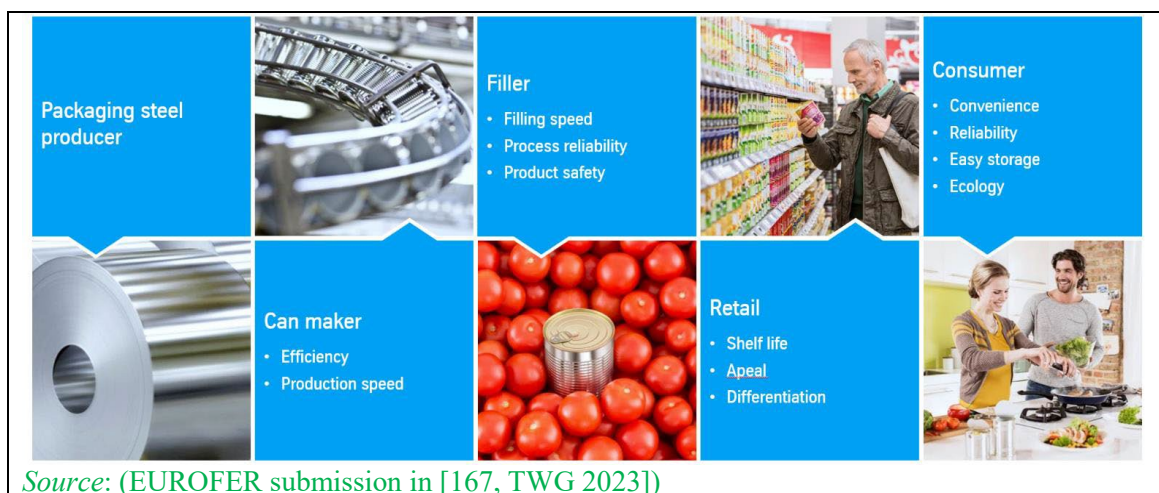 Packaging steel
producer
Can maker
• Efficiency
• Production speed
Filler
• Filling speed
• Process reliability
• Product safety
Retail
• Shelf life
• Apeal
• Differentiation
Consumer
• Convenience
• Reliability
• Easy storage
• Ecology
Source: (EUROFER submission in [167, TWG 2023])